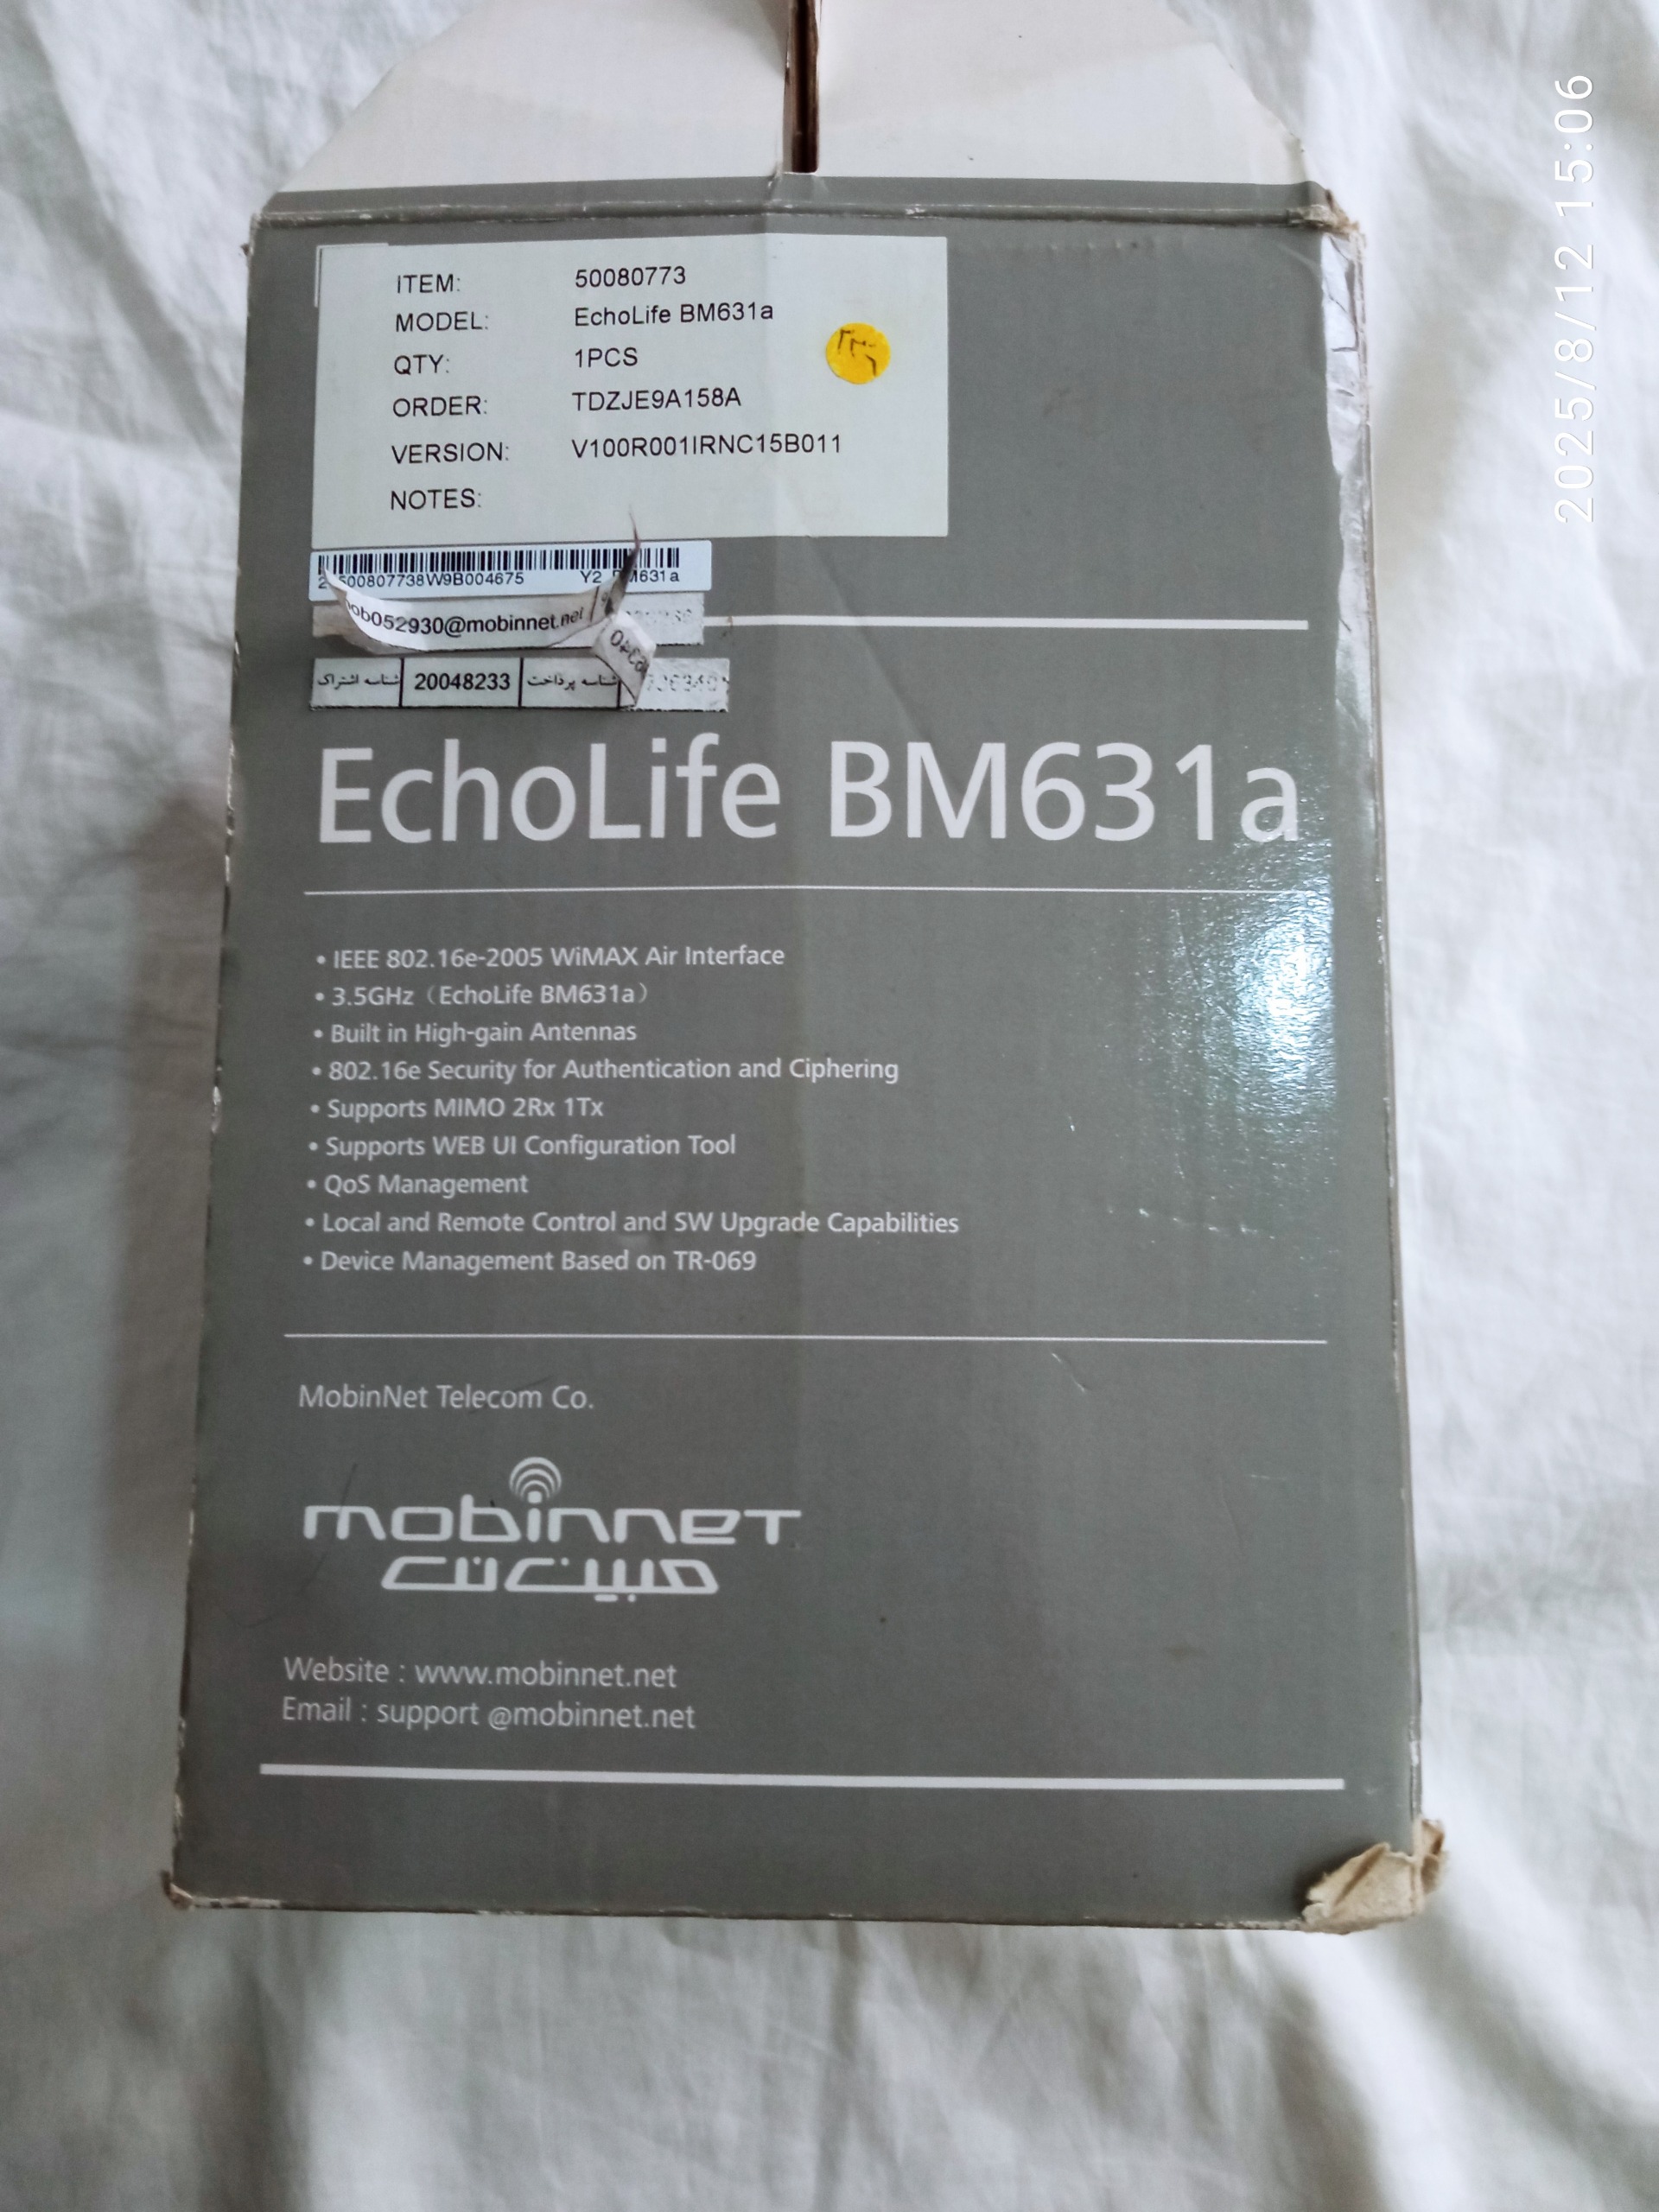 ITEM: 50080773
MODEL: EchoLife BM631a
QTY: 1PCS
ORDER: TDZJE9A158A
VERSION: V100R001IRNC15B011
NOTES:
500807738W9B004675 Y2 BM631a
ob052930@mobinnet.net
شناسه اشتراک 20048233 شناسه پرداخت
EchoLife BM631a
• IEEE 802.16e-2005 WiMAX Air Interface
• 3.5GHz（EchoLife BM631a）
• Built in High-gain Antennas
• 802.16e Security for Authentication and Ciphering
• Supports MIMO 2Rx 1Tx
• Supports WEB UI Configuration Tool
• QoS Management
• Local and Remote Control and SW Upgrade Capabilities
• Device Management Based on TR-069
MobinNet Telecom Co.
mobinnet
مبین نت
Website : www.mobinnet.net
Email : support @mobinnet.net
2025/8/12 15:06